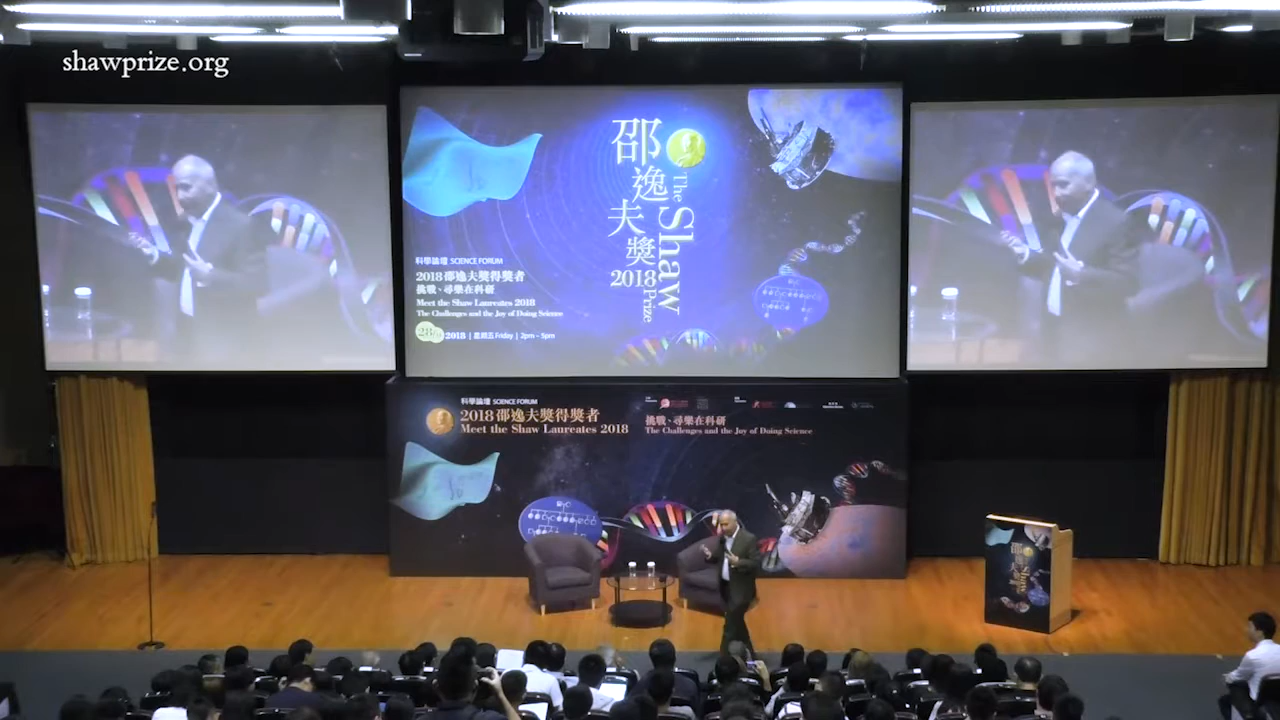 shawprize.org
邵逸夫獎
2018
The Shaw Prize
科學論壇 SCIENCE FORUM
2018邵逸夫獎得獎者
挑戰、尋樂在科研
Meet the Shaw Laureates 2018
The Challenges and the Joy of Doing Science
2018 | 星期五 Friday | 2pm - 5pm
科學論壇 SCIENCE FORUM
2018邵逸夫獎得獎者
Meet the Shaw Laureates 2018
挑戰、尋樂在科研
The Challenges and the Joy of Doing Science
邵逸夫獎